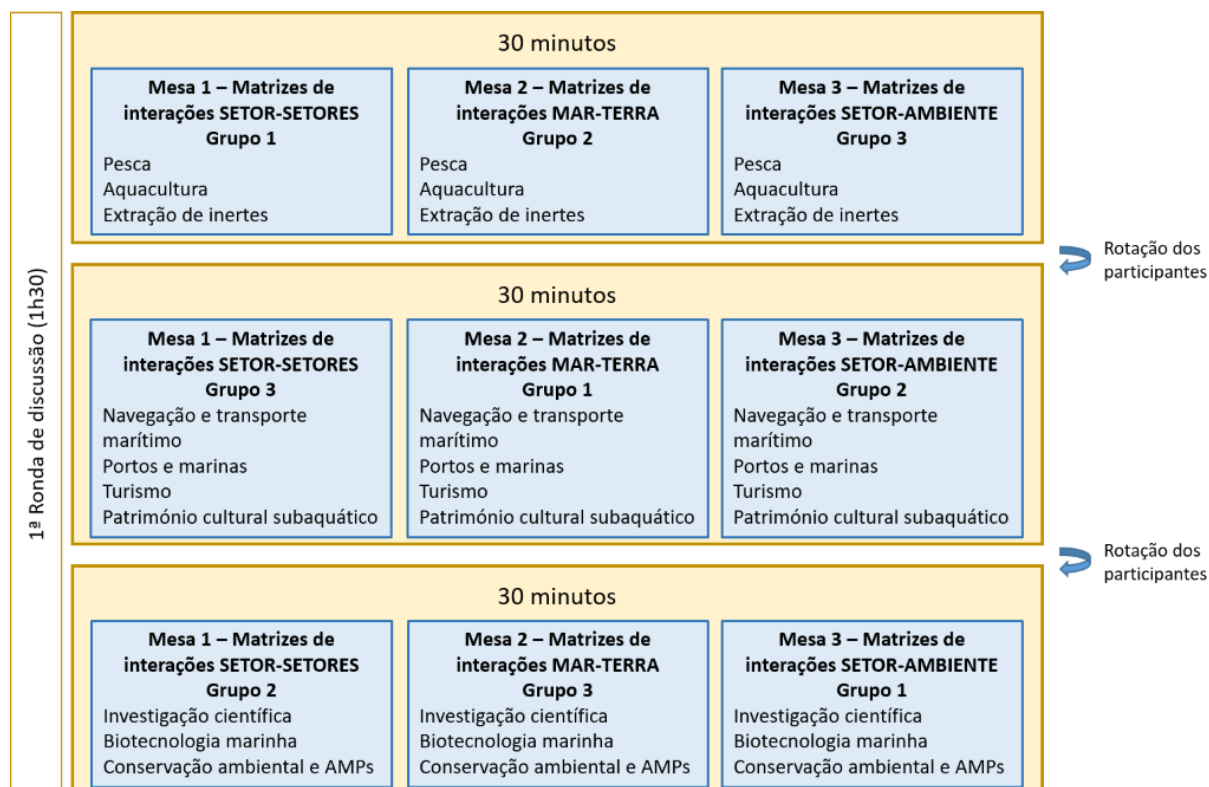 1ª Ronda de discussão (1h30)
30 minutos
Mesa 1 – Matrizes de
interações SETOR-SETORES
Grupo 1
Pesca
Aquacultura
Extração de inertes
Mesa 2 – Matrizes de
interações MAR-TERRA
Grupo 2
Pesca
Aquacultura
Extração de inertes
Mesa 3 – Matrizes de
interações SETOR-AMBIENTE
Grupo 3
Pesca
Aquacultura
Extração de inertes
Rotação dos
participantes
30 minutos
Mesa 1 – Matrizes de
interações SETOR-SETORES
Grupo 3
Navegação e transporte
marítimo
Portos e marinas
Turismo
Património cultural subaquático
Mesa 2 – Matrizes de
interações MAR-TERRA
Grupo 1
Navegação e transporte
marítimo
Portos e marinas
Turismo
Património cultural subaquático
Mesa 3 – Matrizes de
interações SETOR-AMBIENTE
Grupo 2
Navegação e transporte
marítimo
Portos e marinas
Turismo
Património cultural subaquático
Rotação dos
participantes
30 minutos
Mesa 1 – Matrizes de
interações SETOR-SETORES
Grupo 2
Investigação científica
Biotecnologia marinha
Conservação ambiental e AMPs
Mesa 2 – Matrizes de
interações MAR-TERRA
Grupo 3
Investigação científica
Biotecnologia marinha
Conservação ambiental e AMPs
Mesa 3 – Matrizes de
interações SETOR-AMBIENTE
Grupo 1
Investigação científica
Biotecnologia marinha
Conservação ambiental e AMPs